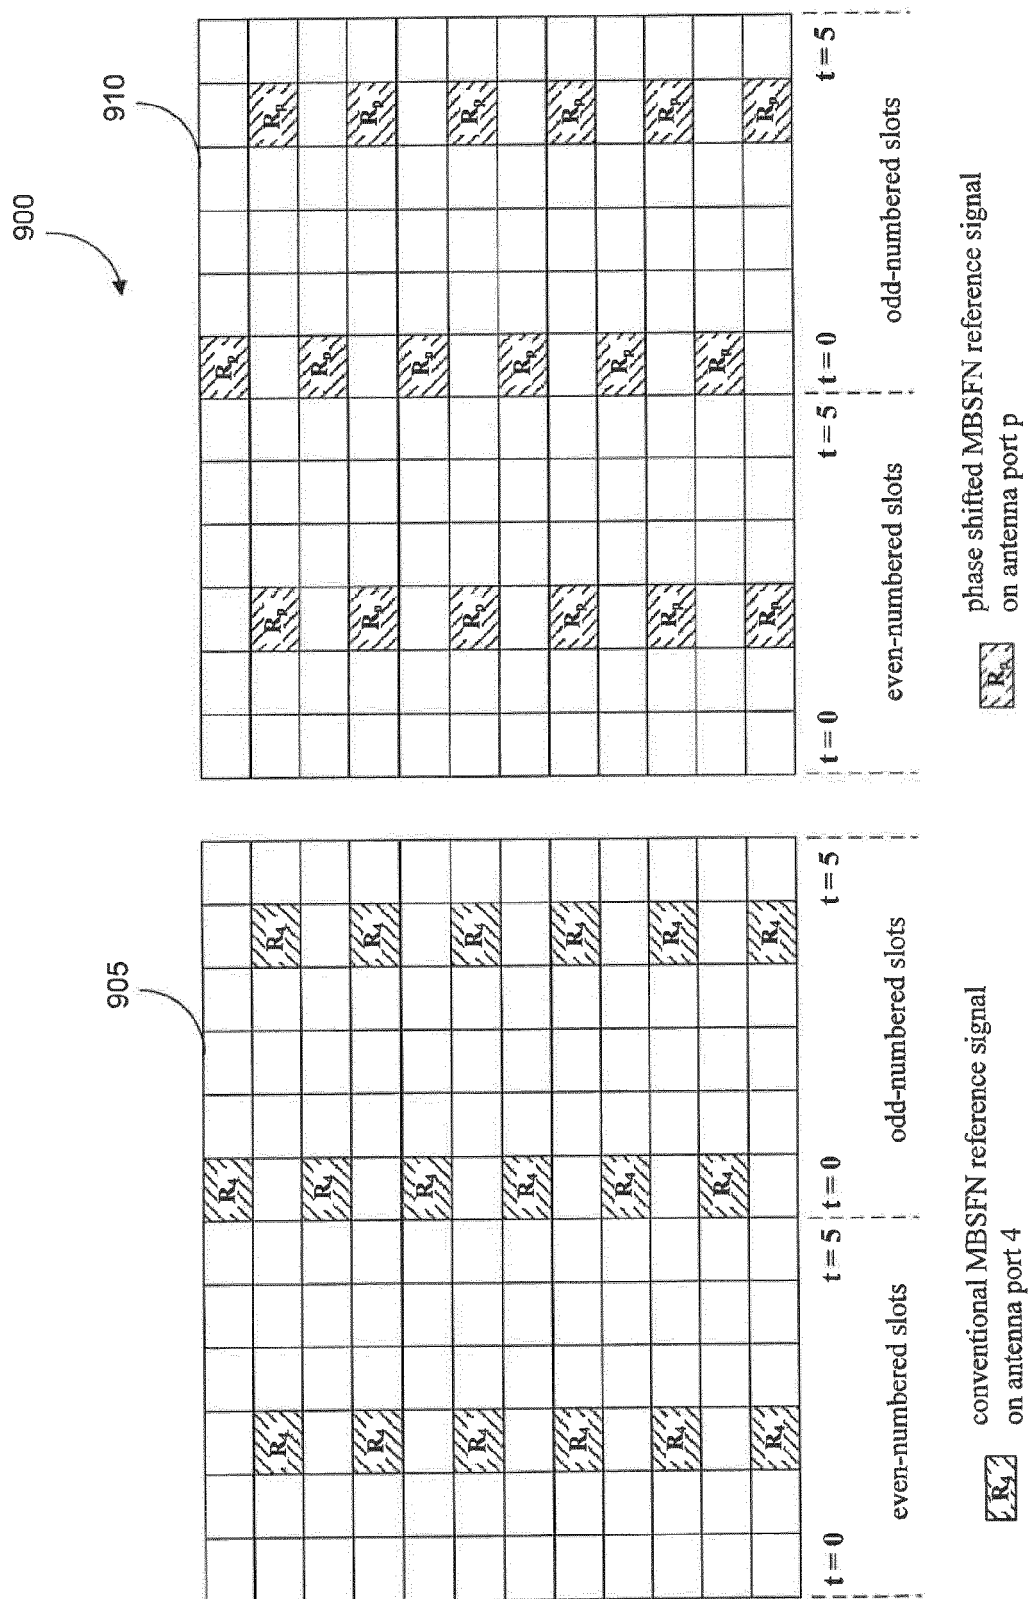 900
905
910
R4 Rp
R4 R4 Rp Rp
R4 Rp
R4 R4 Rp Rp
R4 Rp
R4 R4 Rp Rp
R4 Rp
R4 R4 Rp Rp
R4 Rp
R4 R4 Rp Rp
R4 Rp
R4 R4 Rp Rp
t = 0 t = 5 t = 0 t = 5 t = 0 t = 5 t = 0 t = 5
even-numbered slots odd-numbered slots even-numbered slots odd-numbered slots
R4 conventional MBSFN reference signal
on antenna port 4
Rp phase shifted MBSFN reference signal
on antenna port p